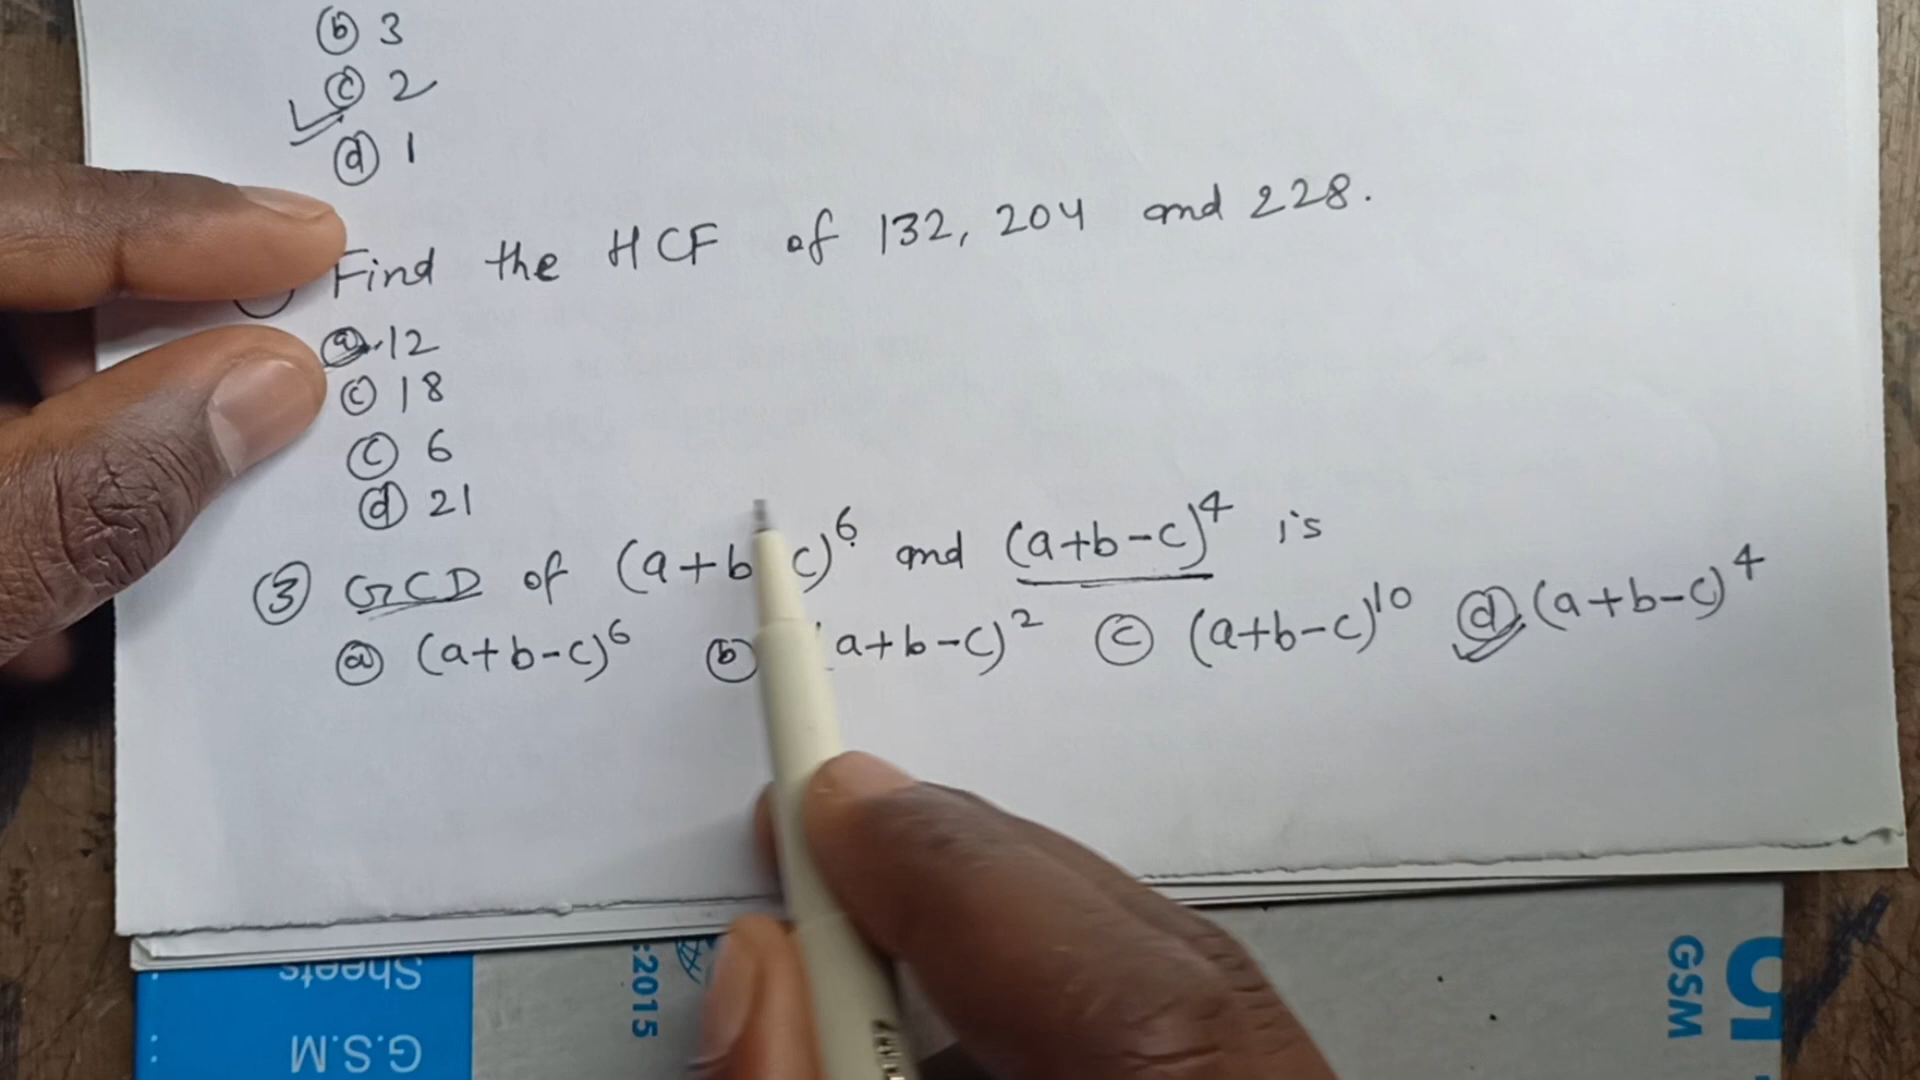 ⓑ 3
ⓒ 2
ⓓ 1
Find the HCF of 132, 204 and 228.
ⓐ 12
ⓒ 18
ⓒ 6
ⓓ 21
③ GCD of (a+b c)⁶ and (a+b-c)⁴ is
ⓐ (a+b-c)⁶ ⓑ (a+b-c)² ⓒ (a+b-c)¹⁰ ⓓ (a+b-c)⁴
Sheets
G.S.M
:2015
5
GSM